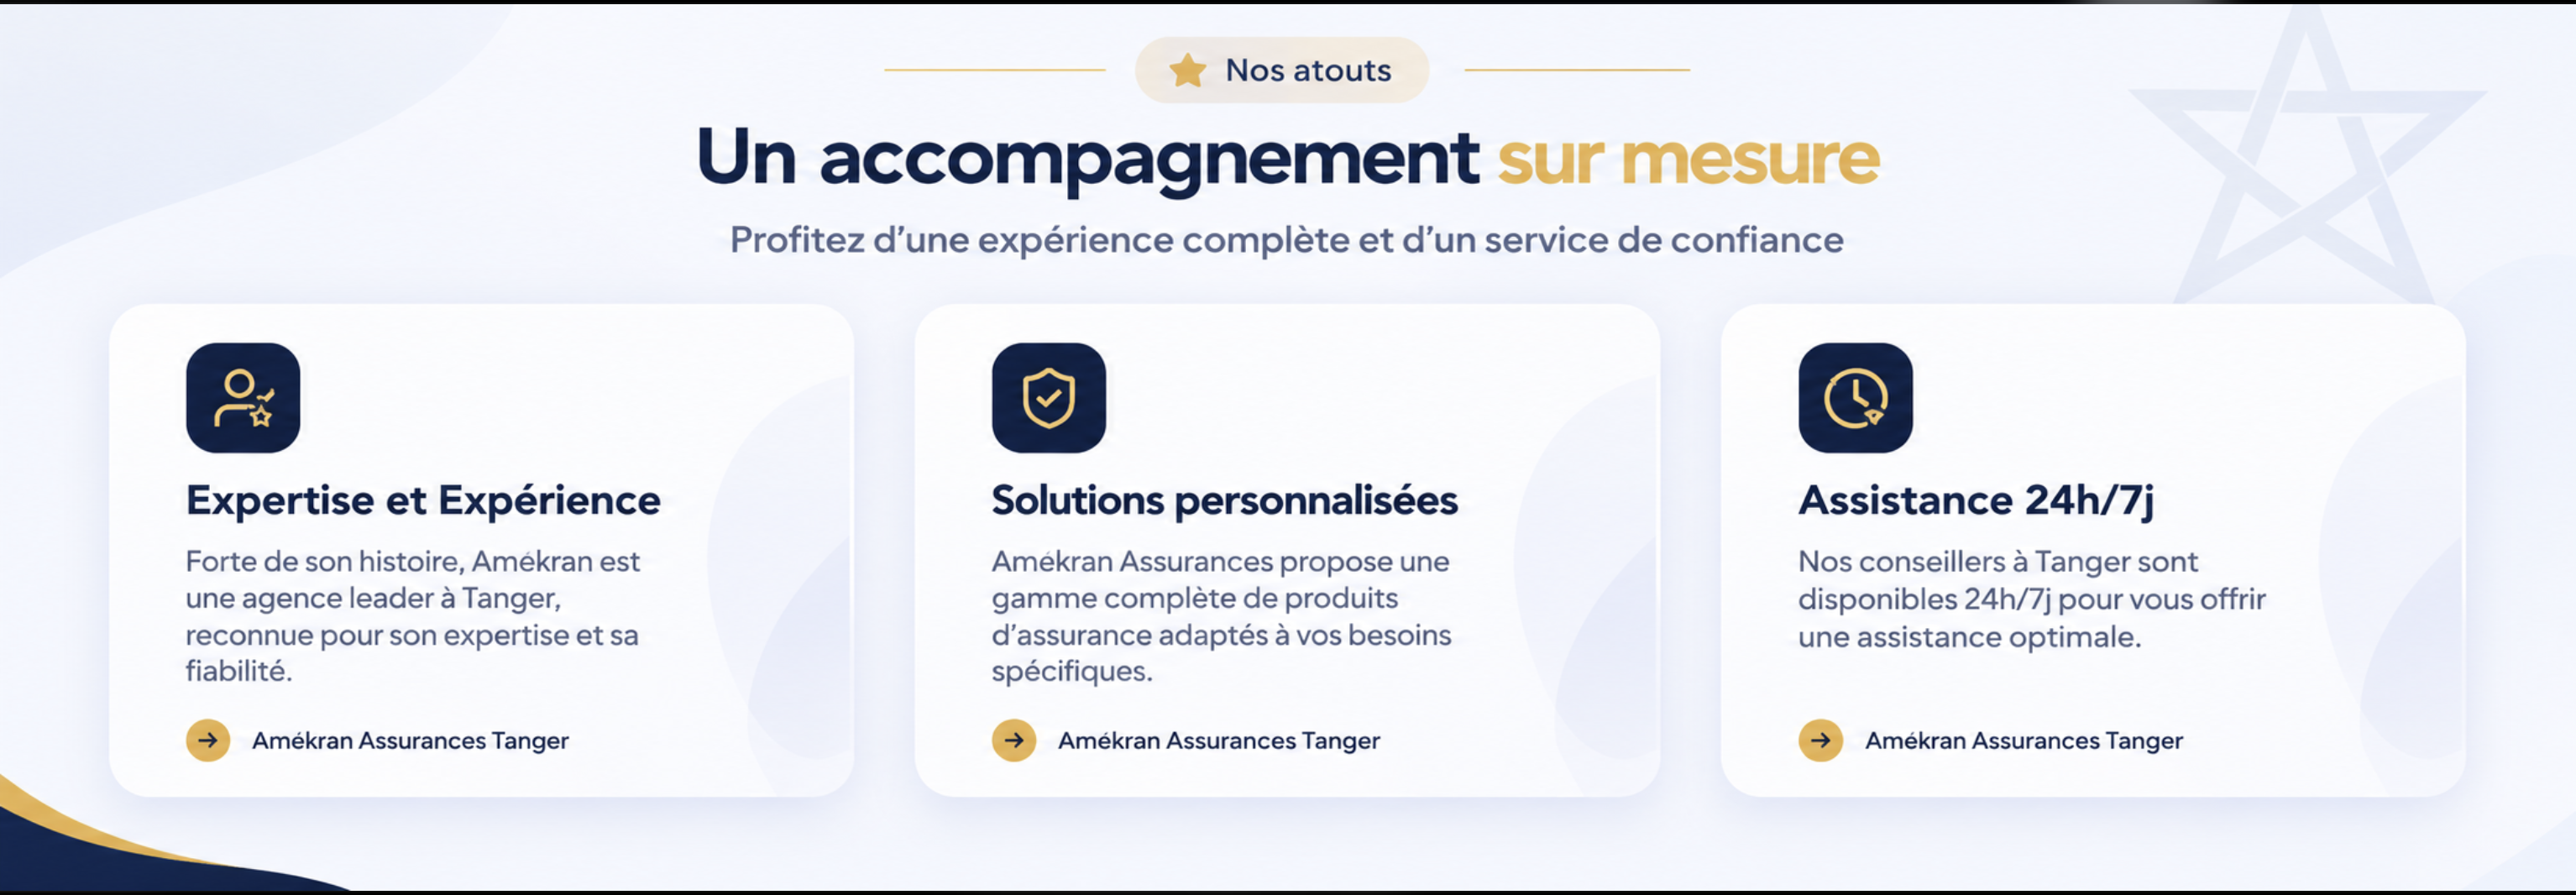 Nos atouts
Un accompagnement sur mesure
Profitez d’une expérience complète et d’un service de confiance
Expertise et Expérience
Forte de son histoire, Amékran est
une agence leader à Tanger,
reconnue pour son expertise et sa
fiabilité.
Amékran Assurances Tanger
Solutions personnalisées
Amékran Assurances propose une
gamme complète de produits
d’assurance adaptés à vos besoins
spécifiques.
Amékran Assurances Tanger
Assistance 24h/7j
Nos conseillers à Tanger sont
disponibles 24h/7j pour vous offrir
une assistance optimale.
Amékran Assurances Tanger